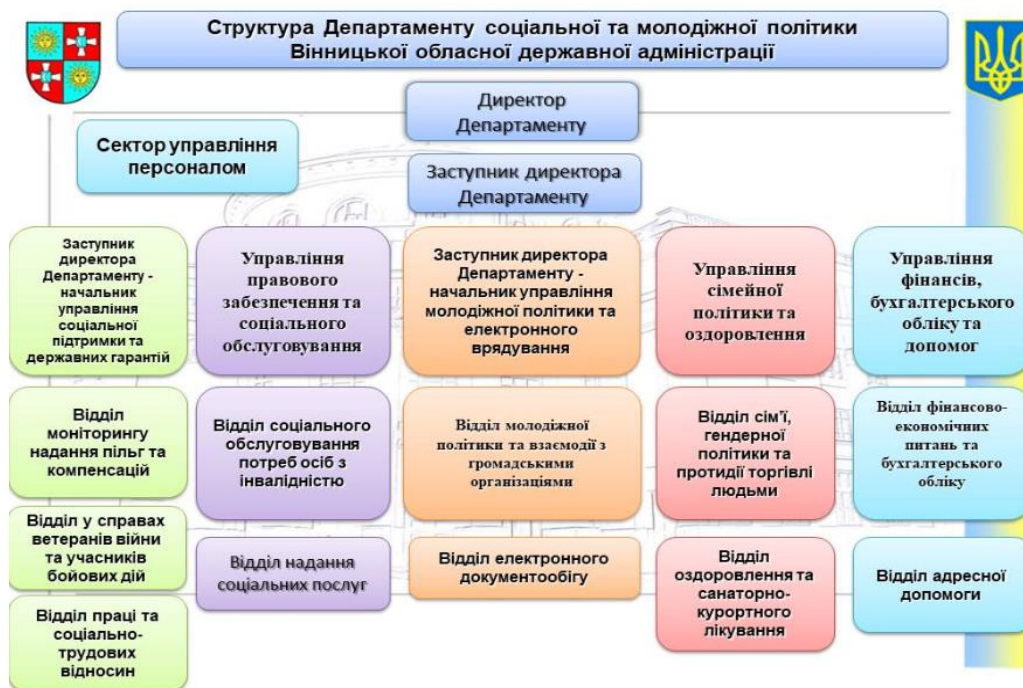 Структура Департаменту соціальної та молодіжної політики
Вінницької обласної державної адміністрації
Директор
Департаменту
Сектор управління
персоналом
Заступник директора
Департаменту
Заступник
директора
Департаменту -
начальник
управління
соціальної
підтримки та
державних гарантій
Управління
правового
забезпечення та
соціального
обслуговування
Заступник директора
Департаменту -
начальник управління
молодіжної політики та
електронного
врядування
Управління
сімейної
політики та
оздоровлення
Управління
фінансів,
бухгалтерського
обліку та
допомог
Відділ
моніторингу
надання пільг та
компенсацій
Відділ соціального
обслуговування
потреб осіб з
інвалідністю
Відділ молодіжної
політики та взаємодії з
громадськими
організаціями
Відділ сім'ї,
гендерної
політики та
протидії торгівлі
людьми
Відділ фінансово-
економічних
питань та
бухгалтерського
обліку
Відділ у справах
ветеранів війни
та учасників
бойових дій
Відділ надання
соціальних послуг
Відділ електронного
документообігу
Відділ
оздоровлення та
санаторно-
курортного
лікування
Відділ адресної
допомоги
Відділ праці та
соціально-
трудових
відносин